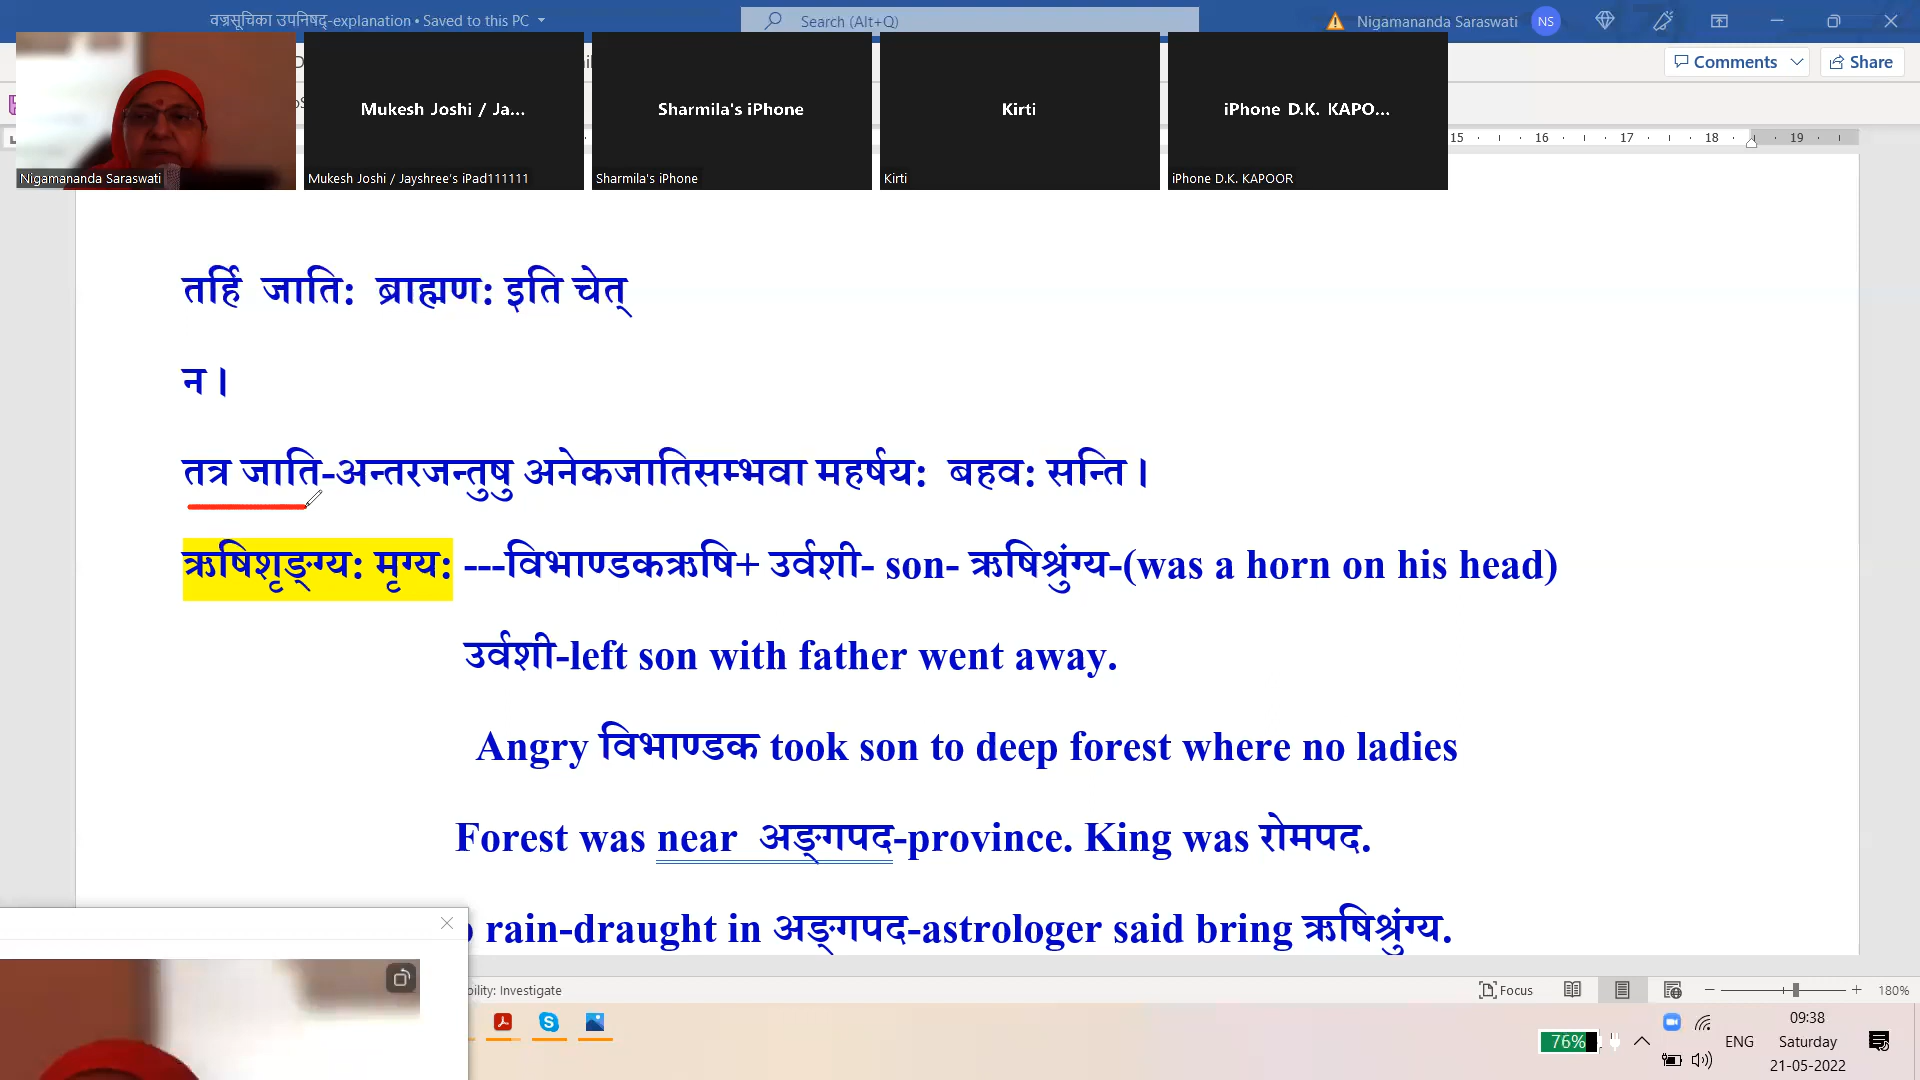 वज्रसूचिका उपनिषद्-explanation • Saved to this PC
Search (Alt+Q)
Nigamananda Saraswati
NS
Comments
Share
Mukesh Joshi / Ja...
Sharmila's iPhone
Kirti
iPhone D.K. KAPO...
Nigamananda Saraswati
Mukesh Joshi / Jayshree's iPad111111
Sharmila's iPhone
Kirti
iPhone D.K. KAPOOR
15 16 17 18 19
तर्हि जाति: ब्राह्मण: इति चेत्
न।
तत्र जाति-अन्तरजन्तुषु अनेकजातिसम्भवा महर्षय: बहव: सन्ति।
ऋषिशृङ्ग्य: मृग्य: ---विभाण्डकऋषि+ उर्वशी- son- ऋषिश्रुंग्य-(was a horn on his head)
उर्वशी-left son with father went away.
Angry विभाण्डक took son to deep forest where no ladies
Forest was near अङ्गपद-province. King was रोमपद.
rain-draught in अङ्गपद-astrologer said bring ऋषिश्रुंग्य.
Investigate
Focus
180%
76%
ENG
09:38
Saturday
21-05-2022